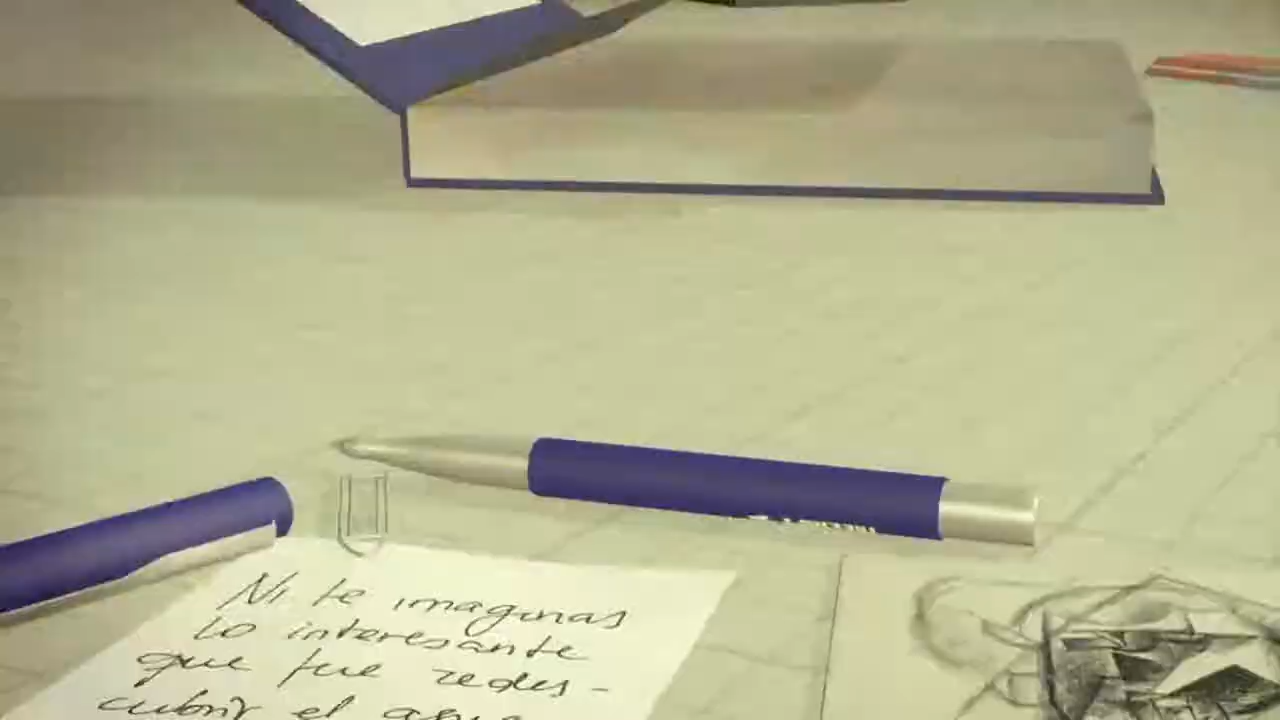 Ni te imaginas
lo interesante
que fue redes-
cubrir el